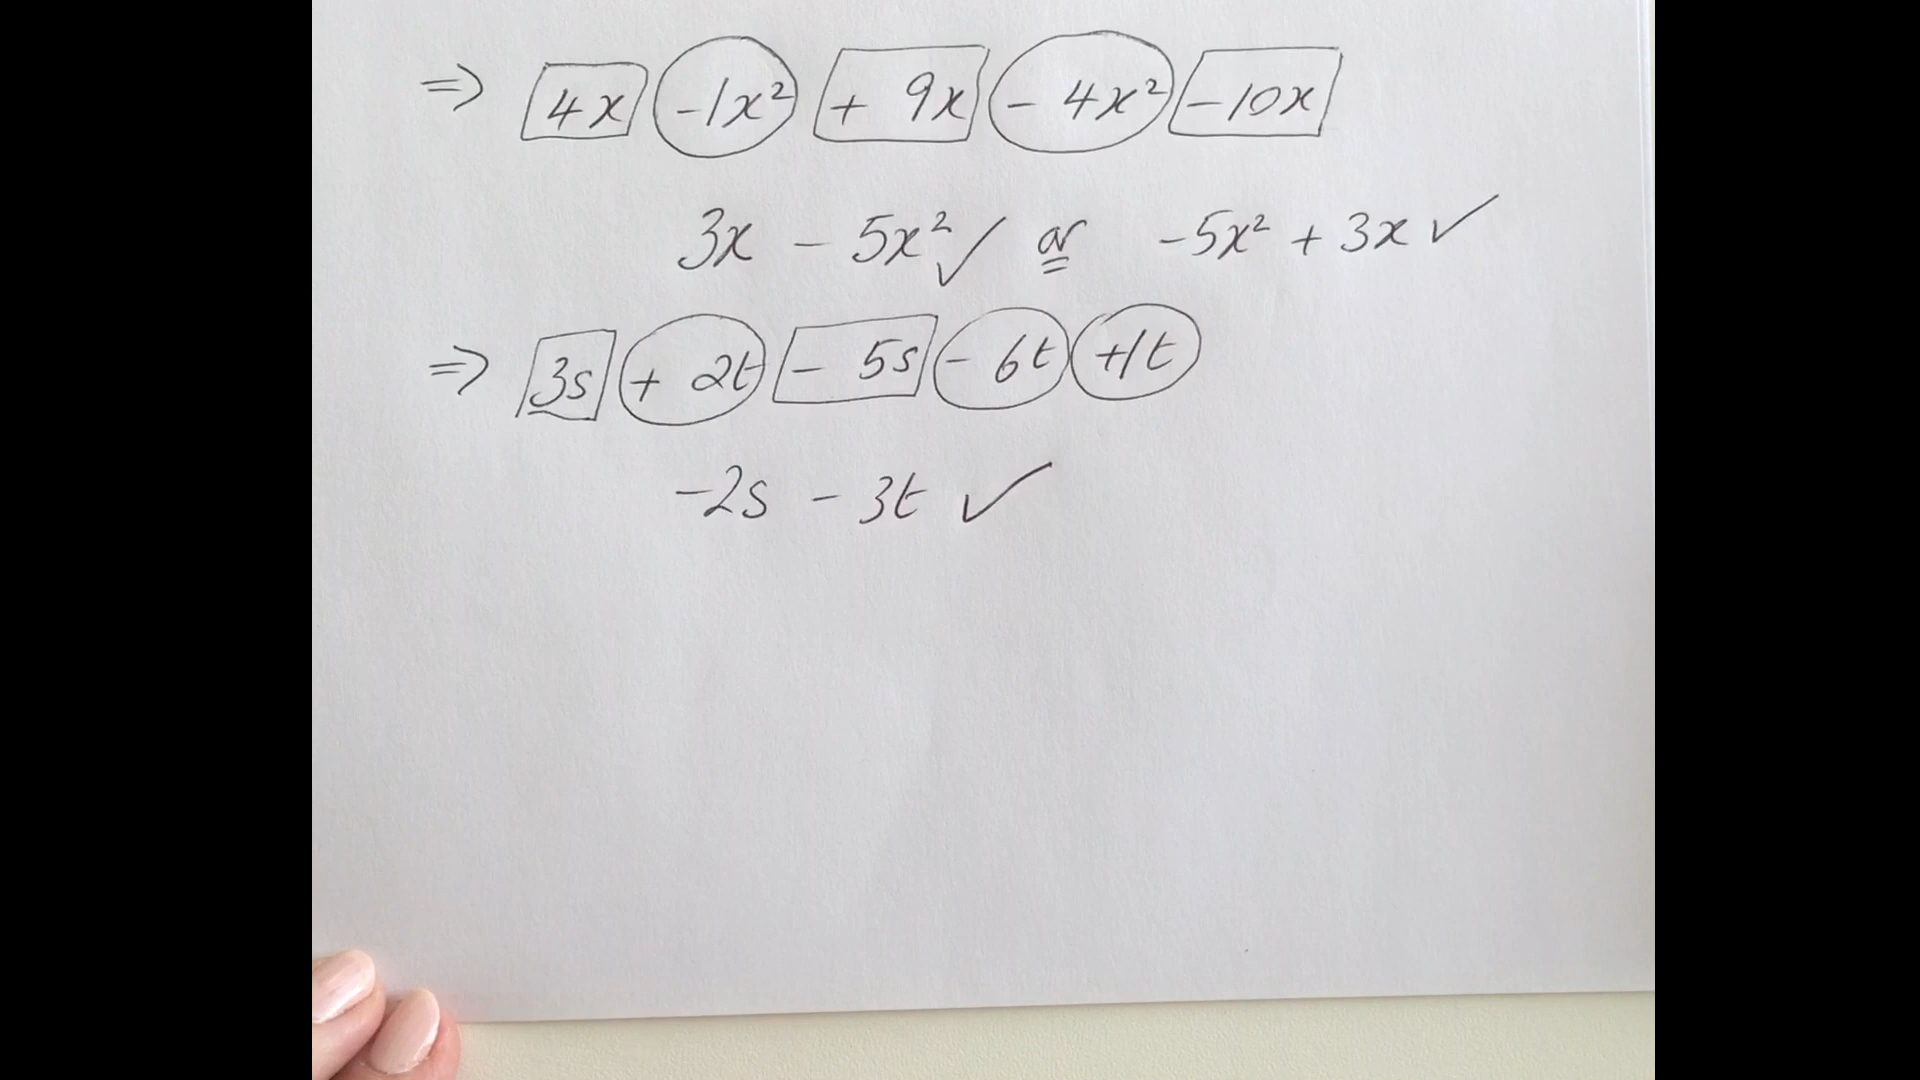 ⇒ 4x -1x² + 9x - 4x² -10x
3x - 5x² ✓ or -5x² + 3x ✓
⇒ 3s + 2t - 5s - 6t +1t
-2s - 3t ✓